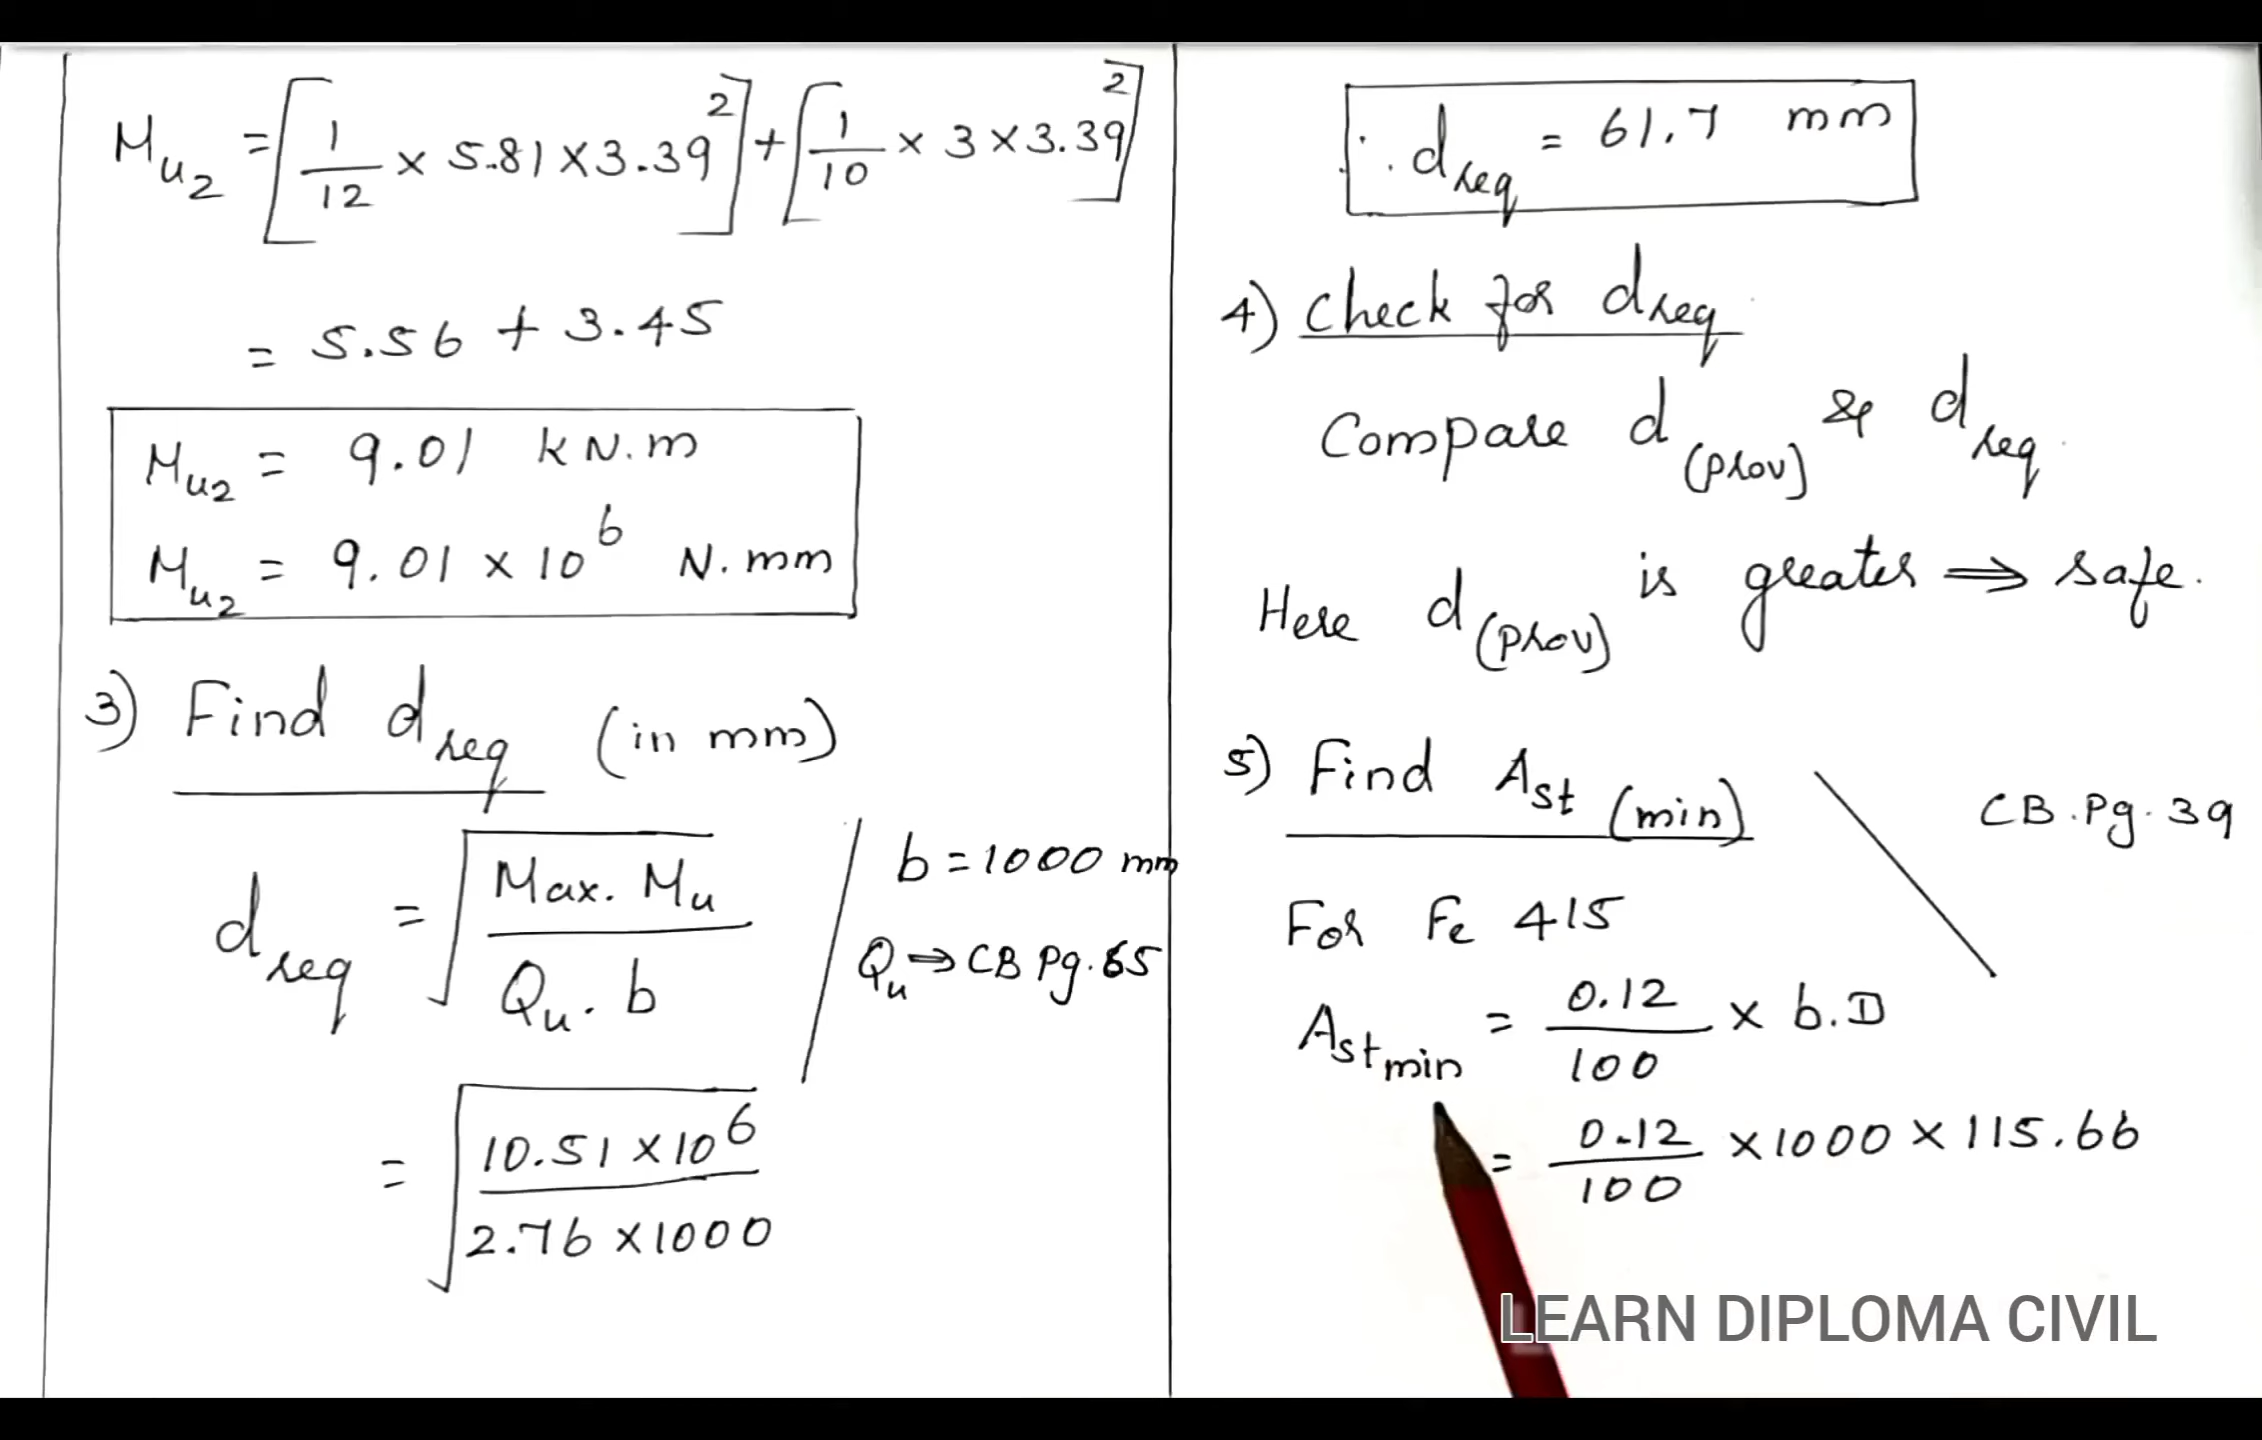 Mu2 = [1/12 × 5.81 × 3.39²] + [1/10 × 3 × 3.39²]
= 5.56 + 3.45
Mu2 = 9.01 kN.m
Mu2 = 9.01 × 10⁶ N.mm
3) Find dreq (in mm)
dreq = √(Max. Mu / Qu . b)
b = 1000 mm
Qu ⇒ CB Pg. 65
= √(10.51 × 10⁶ / 2.76 × 1000)
∴ dreq = 61.7 mm
4) Check for dreq
Compare d(prov) & dreq.
Here d(prov) is greater ⇒ safe.
5) Find Ast (min)
CB.Pg.39
For Fe 415
Astmin = 0.12/100 × b.D
= 0.12/100 × 1000 × 115.66
LEARN DIPLOMA CIVIL